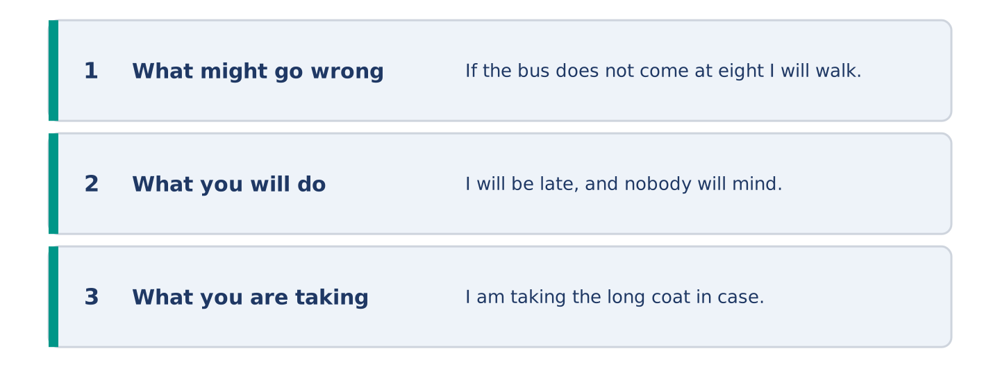 1 What might go wrong If the bus does not come at eight I will walk.
2 What you will do I will be late, and nobody will mind.
3 What you are taking I am taking the long coat in case.